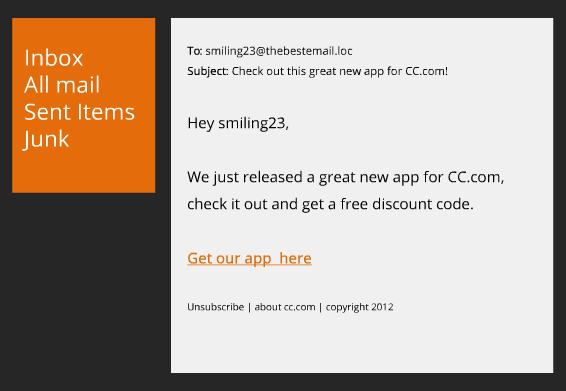 Inbox
All mail
Sent Items
Junk
To: smiling23@thebestemail.loc
Subject: Check out this great new app for CC.com!
Hey smiling23,
We just released a great new app for CC.com,
check it out and get a free discount code.
Get our app  here
Unsubscribe | about cc.com | copyright 2012